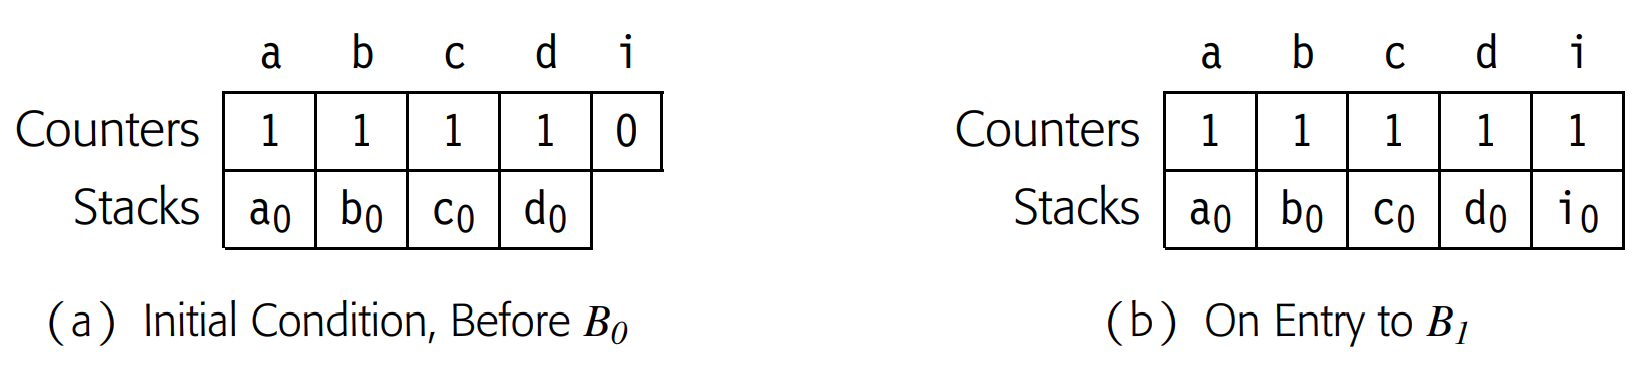 a b c d i
Counters 1 1 1 1 0
Stacks a0 b0 c0 d0
(a) Initial Condition, Before B0
a b c d i
Counters 1 1 1 1 1
Stacks a0 b0 c0 d0 i0
(b) On Entry to B1